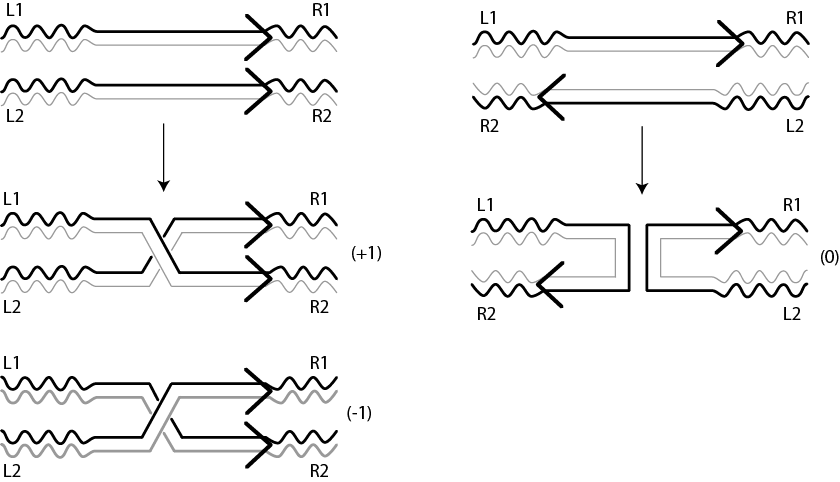 L1 R1
L2 R2
L1 R1
(+1)
L2 R2
L1 R1
(-1)
L2 R2
L1 R1
R2 L2
L1 R1
(0)
R2 L2